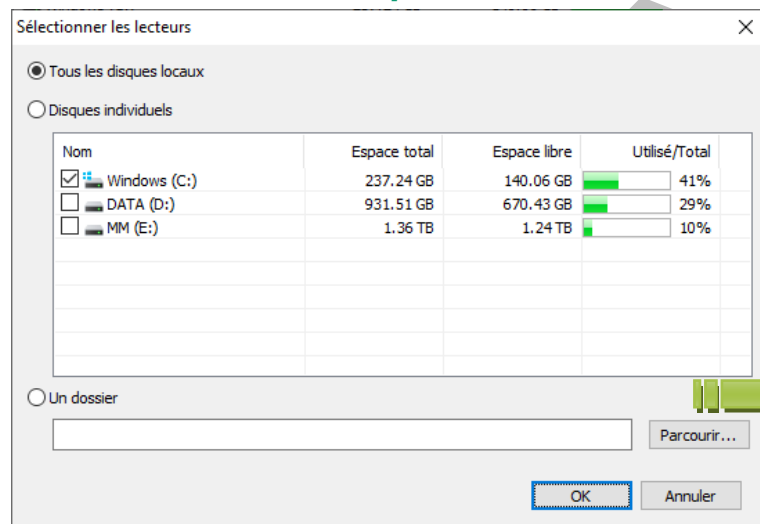 Sélectionner les lecteurs
Tous les disques locaux
Disques individuels
Nom Espace total Espace libre Utilisé/Total
Windows (C:) 237.24 GB 140.06 GB 41%
DATA (D:) 931.51 GB 670.43 GB 29%
MM (E:) 1.36 TB 1.24 TB 10%
Un dossier
Parcourir...
OK Annuler